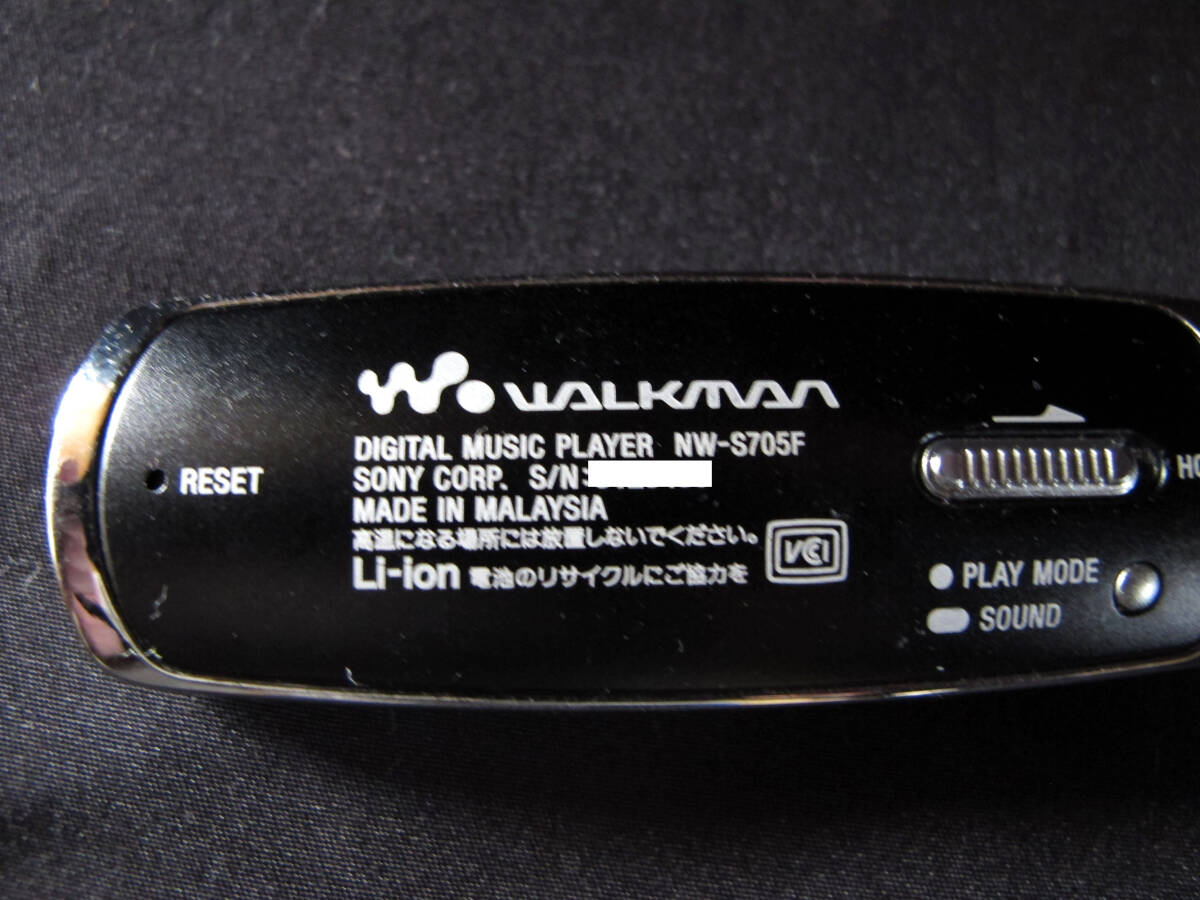 WALKMAN
DIGITAL MUSIC PLAYER NW-S705F
SONY CORP. S/N:
MADE IN MALAYSIA
高温になる場所には放置しないでください。
Li-ion 電池のリサイクルにご協力を
VCI
RESET
HO
PLAY MODE
SOUND